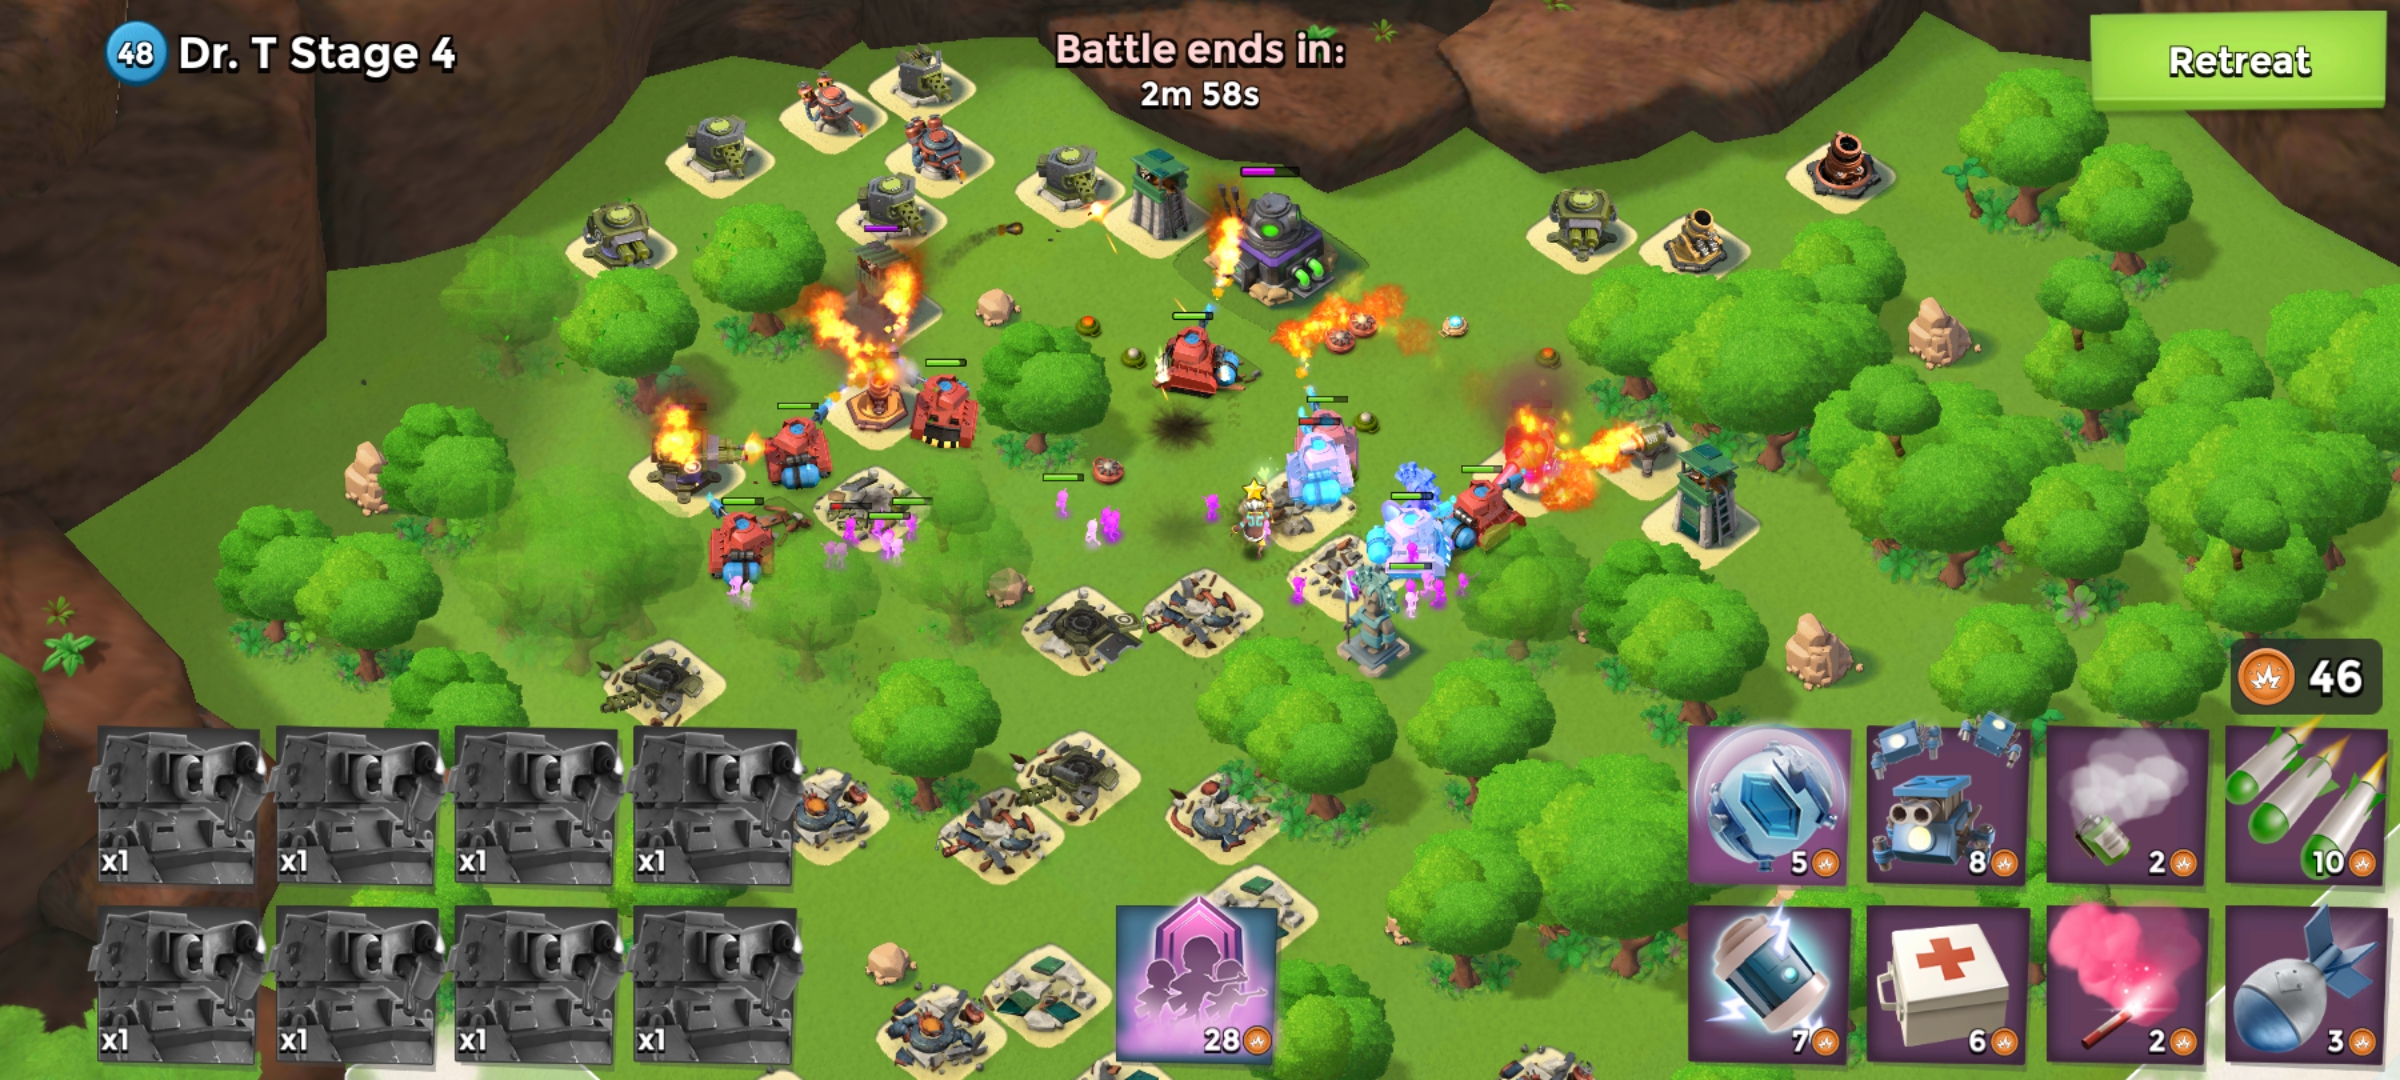 48 Dr. T Stage 4
Battle ends in:
2m 58s
Retreat
46
x1 x1 x1 x1
5 8 2 10
x1 x1 x1 x1
28
7 6 2 3